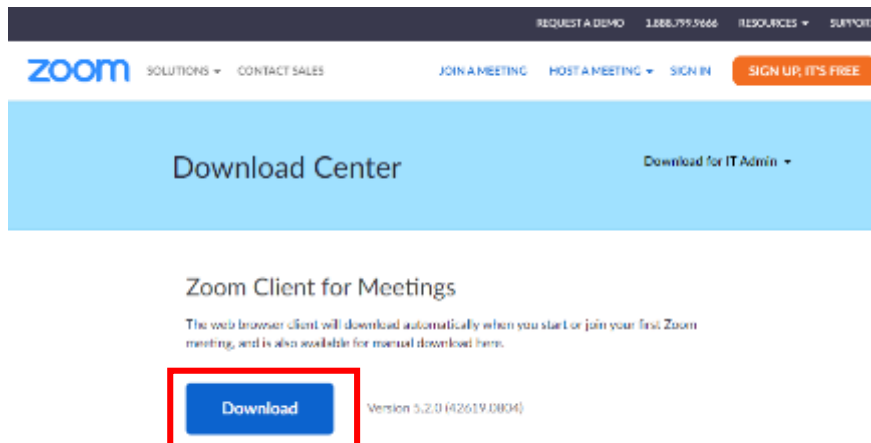 REQUEST A DEMO 1.888.799.9666 RESOURCES SUPPORT
zoom SOLUTIONS CONTACT SALES JOIN A MEETING HOST A MEETING SIGN IN SIGN UP, IT'S FREE
Download Center Download for IT Admin
Zoom Client for Meetings
The web browser client will download automatically when you start or join your first Zoom
meeting, and is also available for manual download here.
Download Version 5.2.0 (42619.0804)